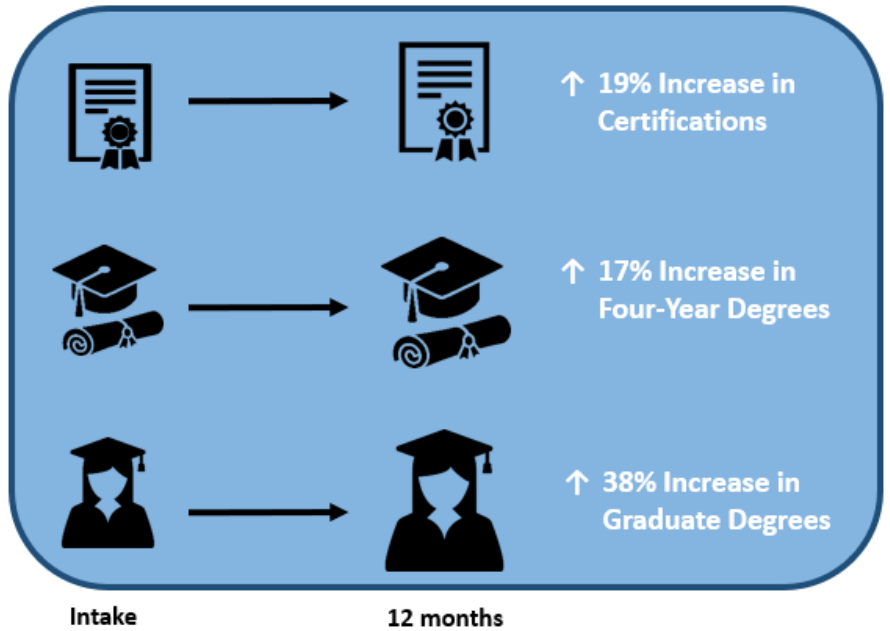 ↑ 19% Increase in
Certifications
↑ 17% Increase in
Four-Year Degrees
↑ 38% Increase in
Graduate Degrees
Intake
12 months